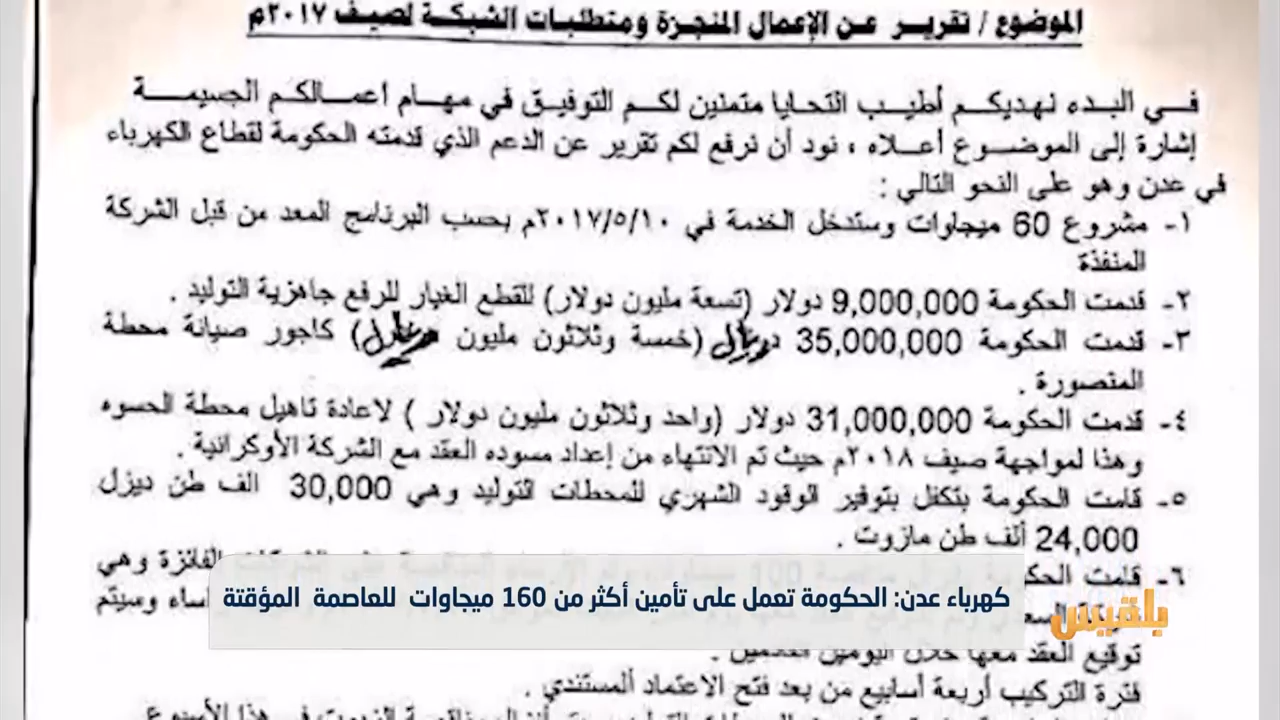 الموضوع / تقرير عن الإعمال المنجزة ومتطلبات الشبكة لصيف ٢٠١٧م
في البدء نهديكم أطيب التحايا متمنين لكم التوفيق في مهام اعمالكم الجسيمة
إشارة إلى الموضوع أعلاه ، نود أن نرفع لكم تقرير عن الدعم الذي قدمته الحكومة لقطاع الكهرباء
في عدن وهو على النحو التالي :
١- مشروع 60 ميجاوات وستدخل الخدمة في ٢٠١٧/٥/١٠م بحسب البرنامج المعد من قبل الشركة
المنفذة
٢- قدمت الحكومة 9,000,000 دولار (تسعة مليون دولار) للقطع الغيار للرفع جاهزية التوليد .
٣- قدمت الحكومة 35,000,000 (خمسة وثلاثون مليون) كاجور صيانة محطة
المنصورة .
٤- قدمت الحكومة 31,000,000 دولار (واحد وثلاثون مليون دولار ) لاعادة تاهيل محطة الحسوه
وهذا لمواجهة صيف ٢٠١٨م حيث تم الانتهاء من إعداد مسوده العقد مع الشركة الأوكرانية .
٥- قامت الحكومة بتكفل بتوفير الوقود الشهري للمحطات التوليد وهي 30,000 الف طن ديزل
24,000 ألف طن مازوت .
٦- قامت الفائزة وهي
كهرباء عدن: الحكومة تعمل على تأمين أكثر من 160 ميجاوات للعاصمة المؤقتة
وسيتم
بلقيس
توقيع العقد معها خلال اليومين القادمين .
فترة التركيب أربعة أسابيع من بعد فتح الاعتماد المستندي .